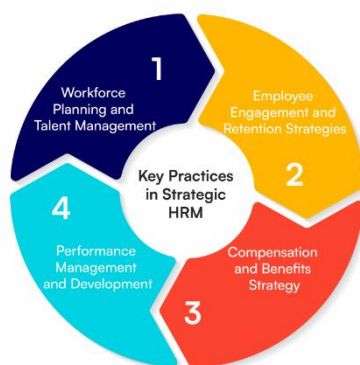 Key Practices
in Strategic
HRM
1
Workforce
Planning and
Talent Management
Employee
Engagement and
Retention Strategies
2
Compensation
and Benefits
Strategy
3
4
Performance
Management
and Development